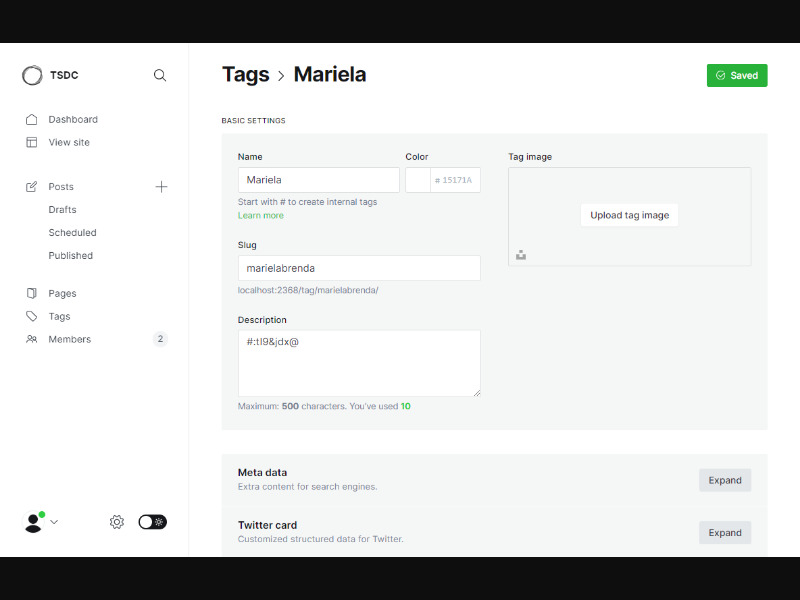 TSDC
Tags > Mariela
Saved
Dashboard
View site
Posts
Drafts
Scheduled
Published
Pages
Tags
Members
2
BASIC SETTINGS
Name
Mariela
Color
# 15171A
Start with # to create internal tags
Learn more
Slug
marielabrenda
localhost:2368/tag/marielabrenda/
Description
Maximum: 500 characters. You've used 10
Tag image
Upload tag image
Meta data
Extra content for search engines.
Expand
Twitter card
Customized structured data for Twitter.
Expand